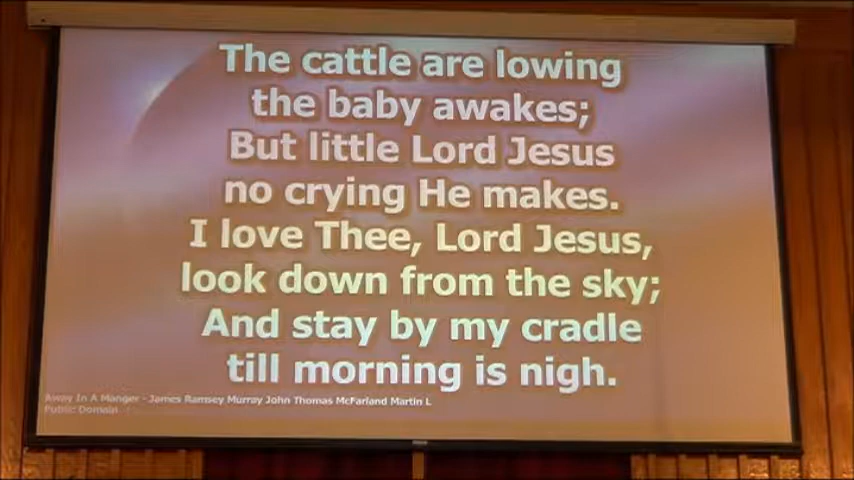 The cattle are lowing
the baby awakes;
But little Lord Jesus
no crying He makes.
I love Thee, Lord Jesus,
look down from the sky;
And stay by my cradle
till morning is nigh.
Away In A Manger - James Ramsey Murray John Thomas McFarland Martin L
Public Domain